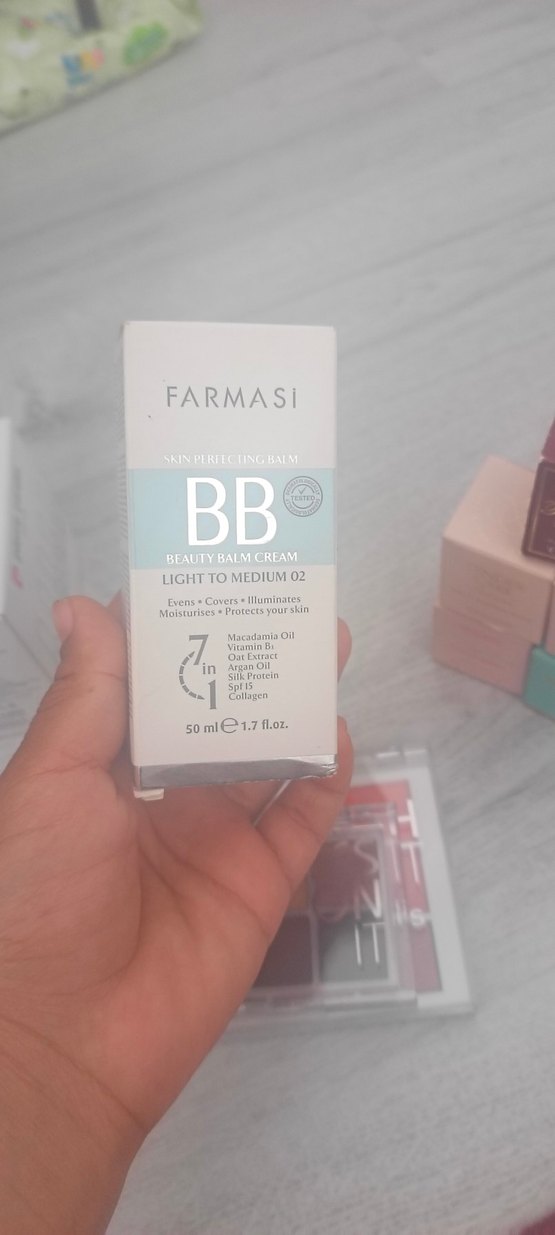 FARMASi
SKIN PERFECTING BALM
BB
TESTED
BEAUTY BALM CREAM
LIGHT TO MEDIUM 02
Evens • Covers • Illuminates
Moisturises • Protects your skin
7 in 1
Macadamia Oil
Vitamin B₁
Oat Extract
Argan Oil
Silk Protein
Spf 15
Collagen
50 ml ℮ 1.7 fl.oz.
IT